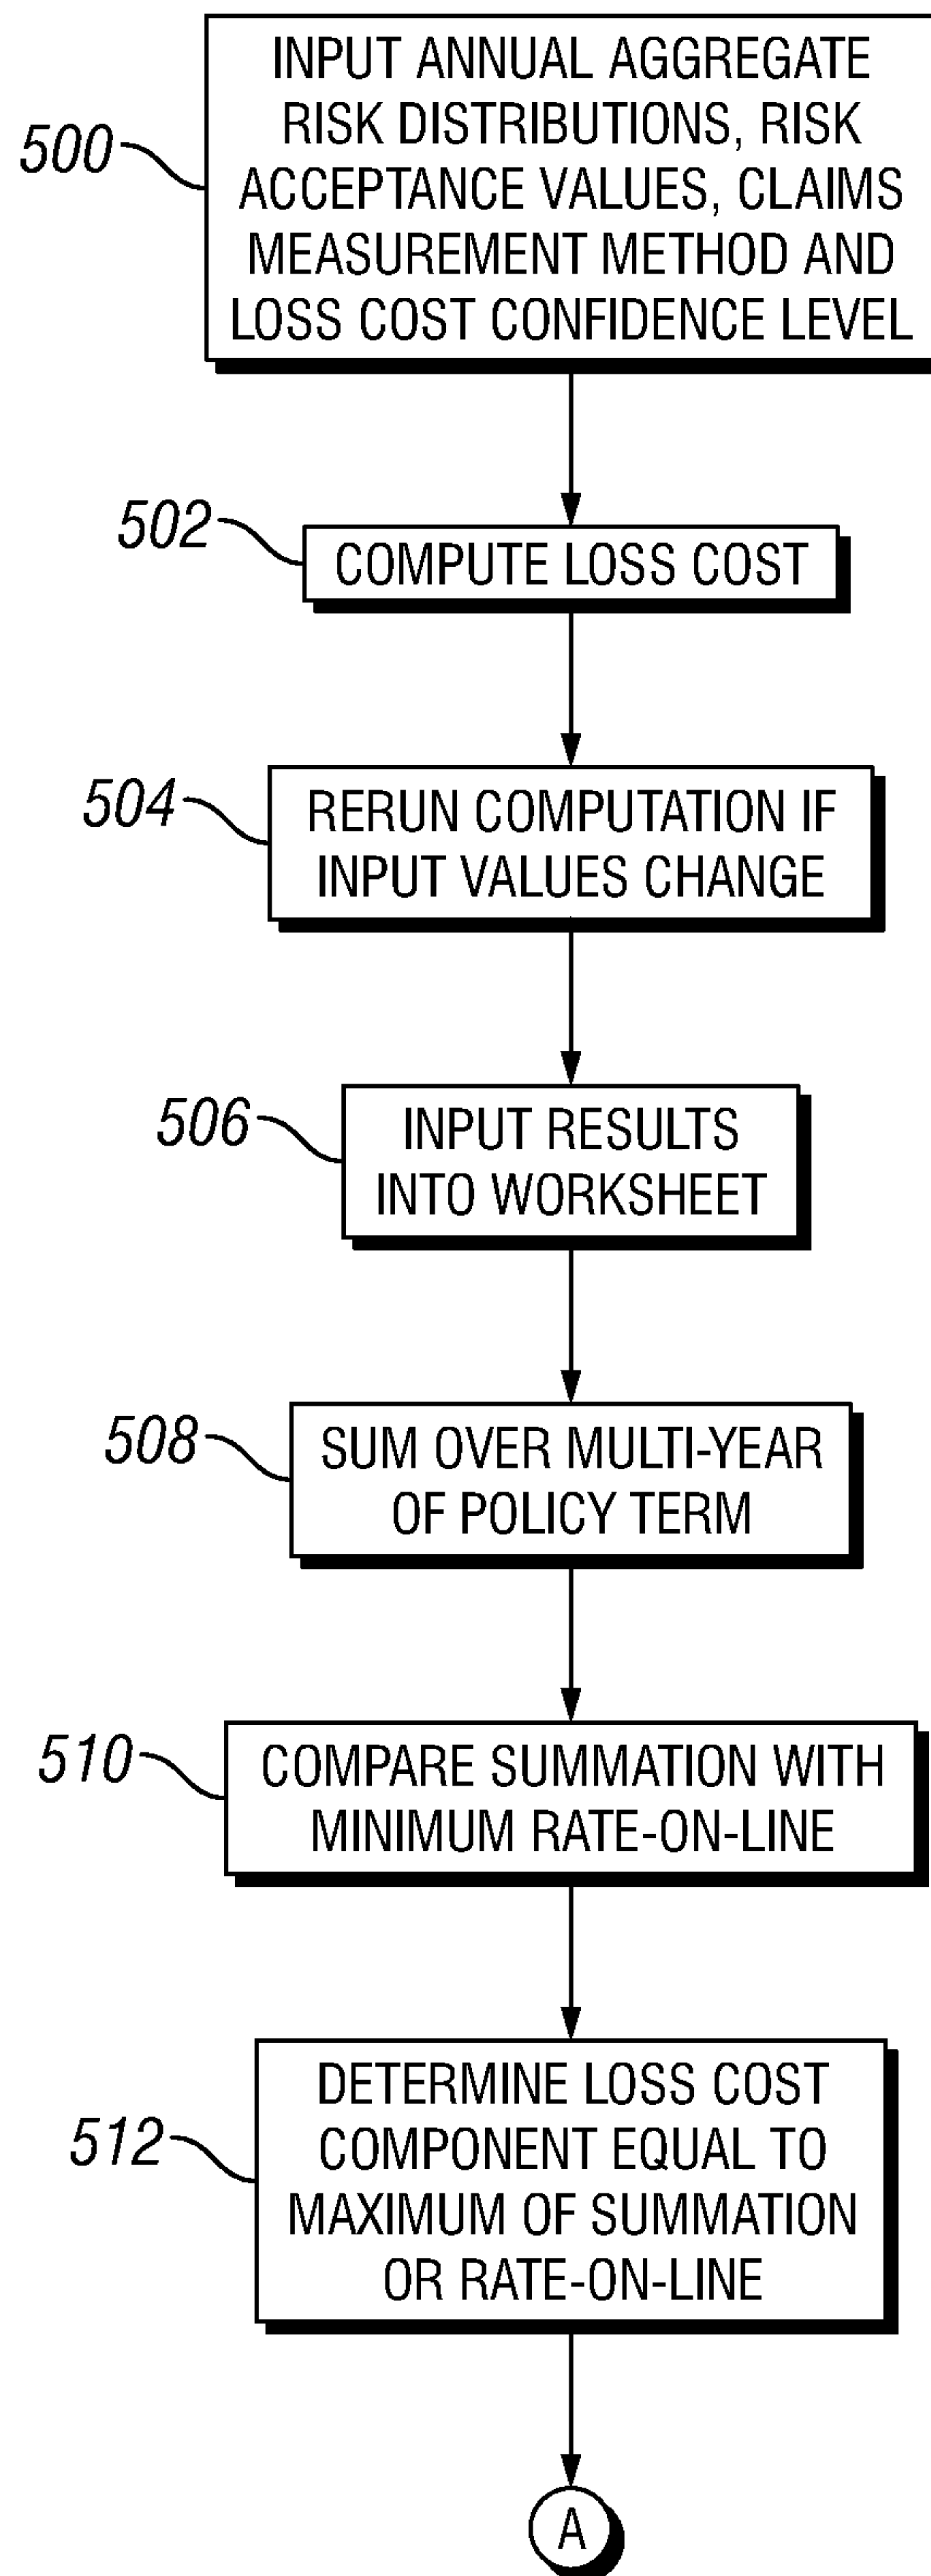 500
INPUT ANNUAL AGGREGATE
RISK DISTRIBUTIONS, RISK
ACCEPTANCE VALUES, CLAIMS
MEASUREMENT METHOD AND
LOSS COST CONFIDENCE LEVEL
502
COMPUTE LOSS COST
504
RERUN COMPUTATION IF
INPUT VALUES CHANGE
506
INPUT RESULTS
INTO WORKSHEET
508
SUM OVER MULTI-YEAR
OF POLICY TERM
510
COMPARE SUMMATION WITH
MINIMUM RATE-ON-LINE
512
DETERMINE LOSS COST
COMPONENT EQUAL TO
MAXIMUM OF SUMMATION
OR RATE-ON-LINE
A